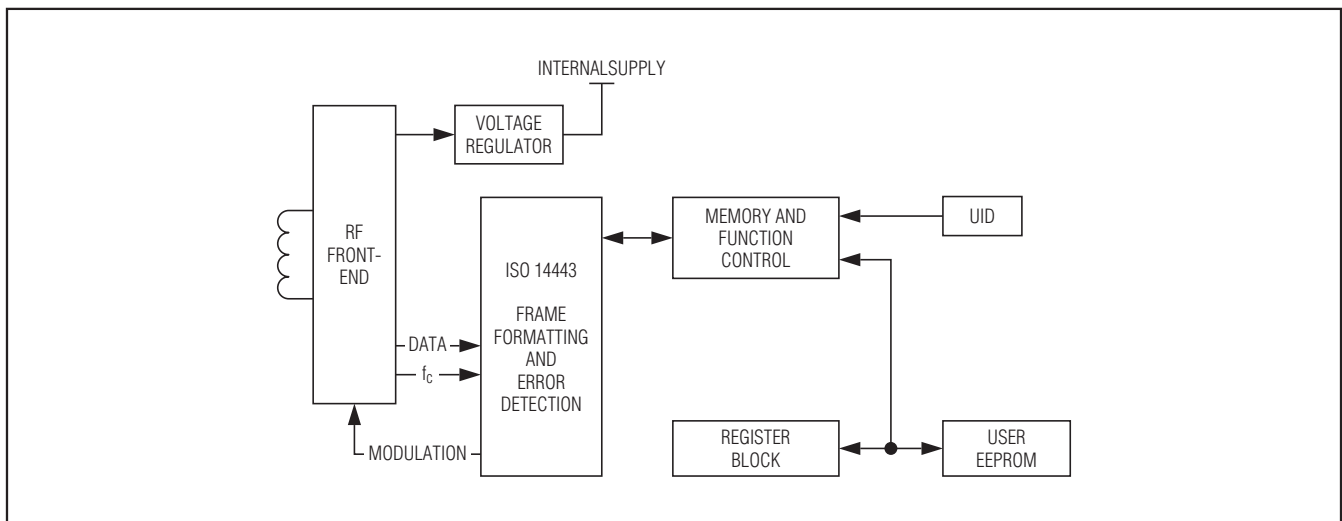 INTERNALSUPPLY
VOLTAGE
REGULATOR
RF
FRONT-
END
ISO 14443
FRAME
FORMATTING
AND
ERROR
DETECTION
MEMORY AND
FUNCTION
CONTROL
UID
DATA
fC
MODULATION
REGISTER
BLOCK
USER
EEPROM